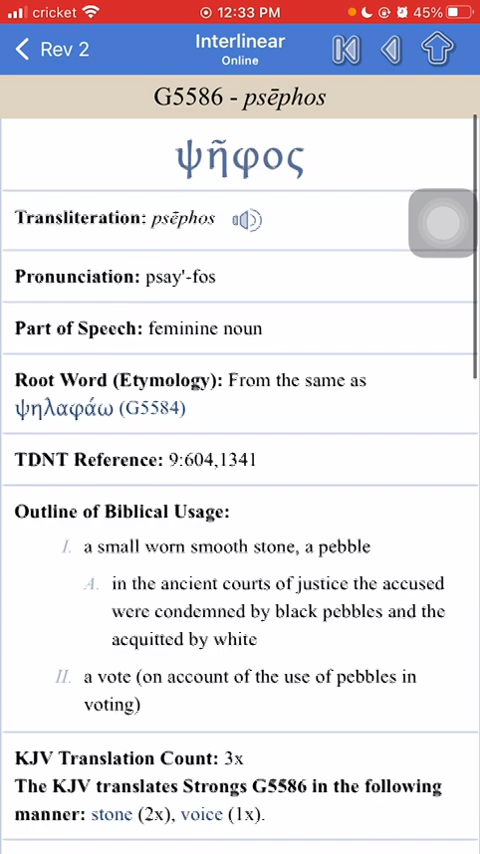 cricket 12:33 PM 45%
Rev 2 Interlinear
Online
G5586 - psēphos
ψῆφος
Transliteration: psēphos
Pronunciation: psay'-fos
Part of Speech: feminine noun
Root Word (Etymology): From the same as
ψηλαφάω (G5584)
TDNT Reference: 9:604,1341
Outline of Biblical Usage:
I. a small worn smooth stone, a pebble
A. in the ancient courts of justice the accused
were condemned by black pebbles and the
acquitted by white
II. a vote (on account of the use of pebbles in
voting)
KJV Translation Count: 3x
The KJV translates Strongs G5586 in the following
manner: stone (2x), voice (1x).